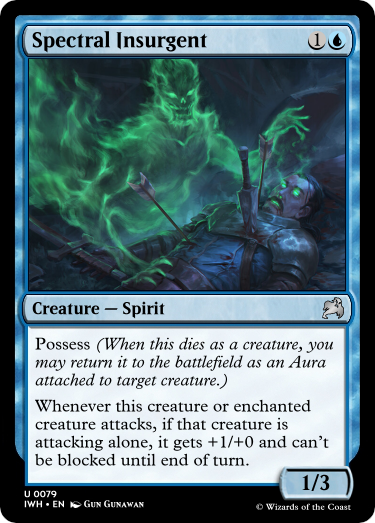 Spectral Insurgent 1
Creature — Spirit
Possess (When this dies as a creature, you
may return it to the battlefield as an Aura
attached to target creature.)
Whenever this creature or enchanted
creature attacks, if that creature is
attacking alone, it gets +1/+0 and can't
be blocked until end of turn.
1/3
U 0079
IWH • EN Gun Gunawan
© Wizards of the Coast